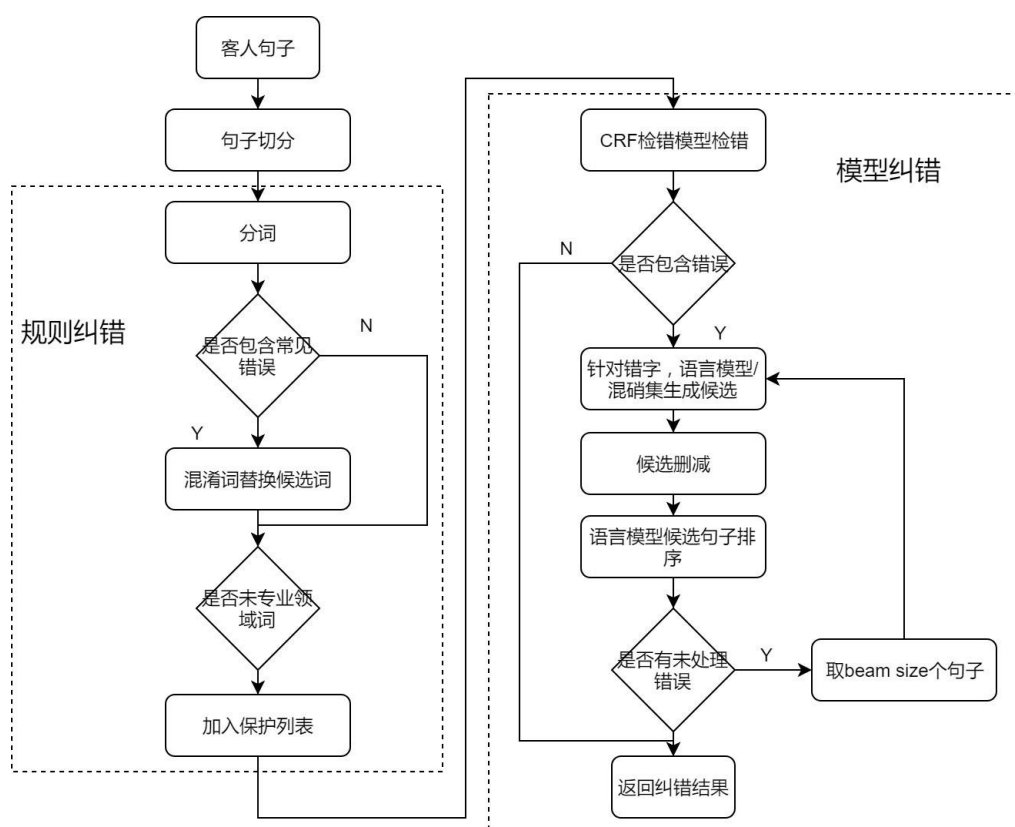 客人句子
句子切分
规则纠错
分词
是否包含常见
错误
N
Y
混淆词替换候选词
是否未专业领
域词
加入保护列表
模型纠错
CRF检错模型检错
是否包含错误
N
Y
针对错字，语言模型/
混硝集生成候选
候选删减
语言模型候选句子排
序
是否有未处理
错误
Y
取beam size个句子
返回纠错结果